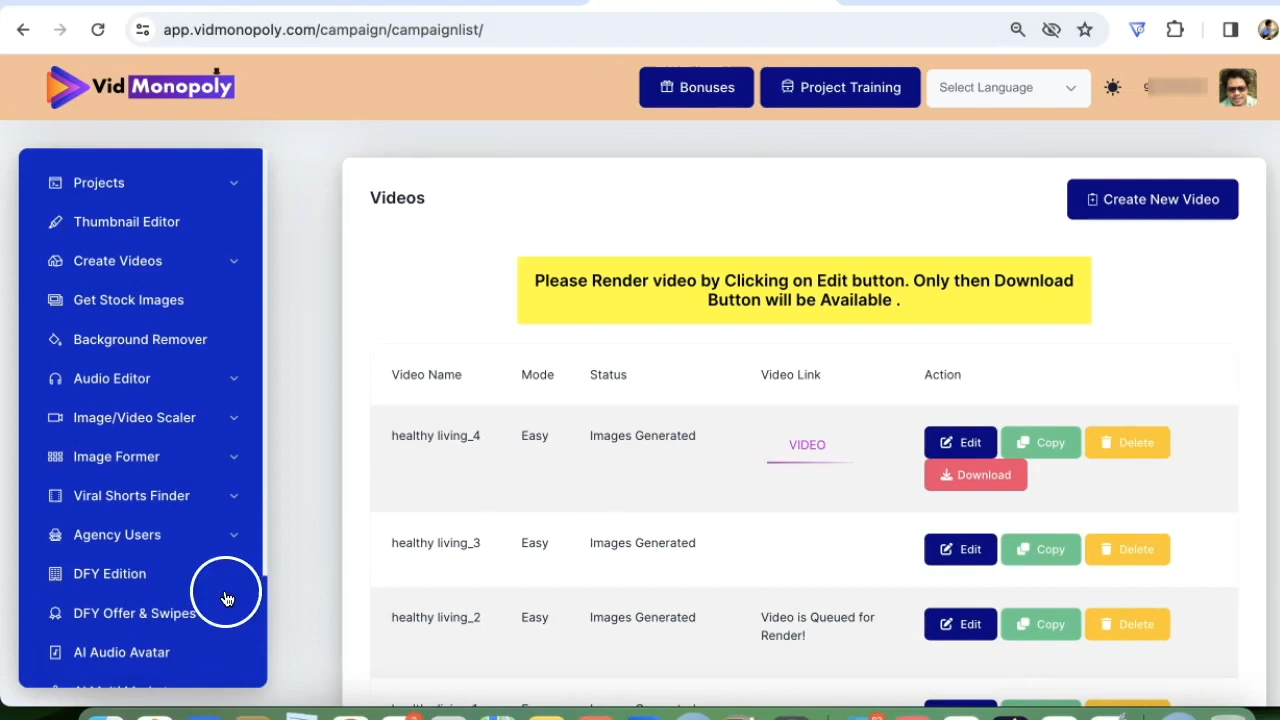 app.vidmonopoly.com/campaign/campaignlist/
Vid Monopoly
Bonuses
Project Training
Select Language
Projects
Thumbnail Editor
Create Videos
Get Stock Images
Background Remover
Audio Editor
Image/Video Scaler
Image Former
Viral Shorts Finder
Agency Users
DFY Edition
DFY Offer & Swipes
AI Audio Avatar
Videos
Create New Video
Please Render video by Clicking on Edit button. Only then Download
Button will be Available .
Video Name Mode Status Video Link Action
healthy living_4 Easy Images Generated VIDEO Edit Copy Delete
Download
healthy living_3 Easy Images Generated Edit Copy Delete
healthy living_2 Easy Images Generated Video is Queued for Edit Copy Delete
Render!